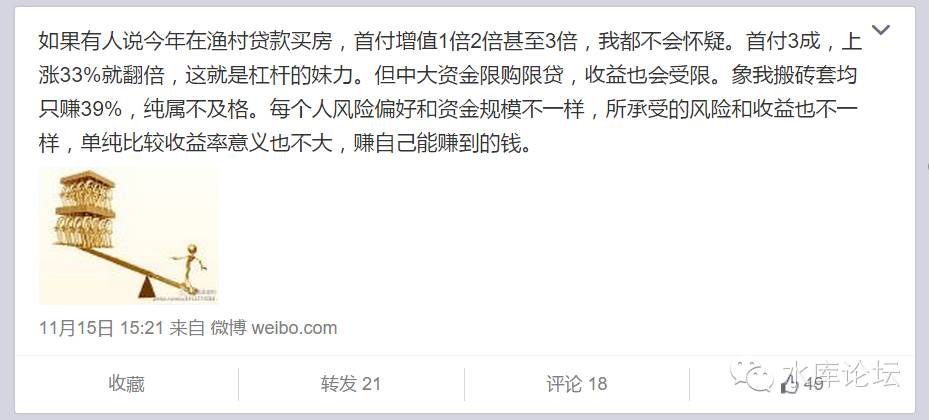 如果有人说今年在渔村贷款买房，首付增值1倍2倍甚至3倍，我都不会怀疑。首付3成，上
涨33%就翻倍，这就是杠杆的妹力。但中大资金限购限贷，收益也会受限。象我搬砖套均
只赚39%，纯属不及格。每个人风险偏好和资金规模不一样，所承受的风险和收益也不一
样，单纯比较收益率意义也不大，赚自己能赚到的钱。
11月15日 15:21 来自 微博 weibo.com
收藏 转发 21 评论 18 49
水库论坛